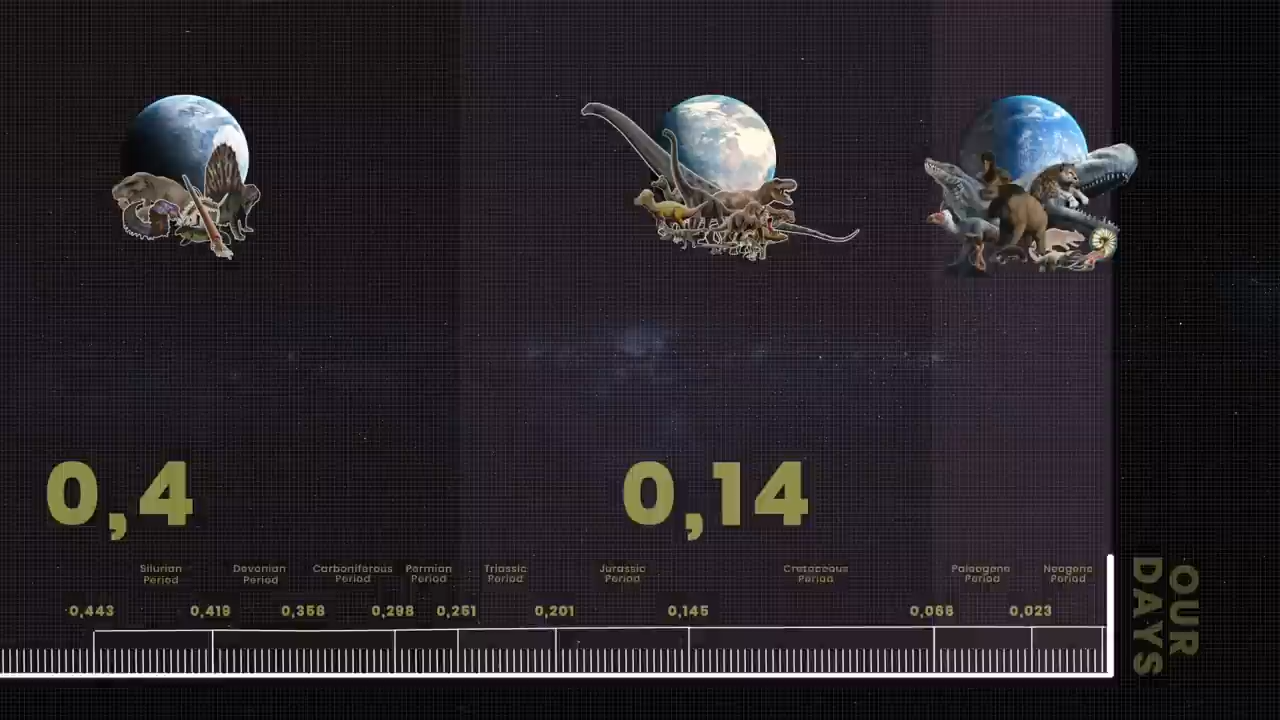 0,4
0,14
Silurian
Period
Devonian
Period
Carboniferous
Period
Permian
Period
Triassic
Period
Jurassic
Period
Cretaceous
Period
Paleogene
Period
Neogene
Period
0,443
0,419
0,358
0,298
0,251
0,201
0,145
0,066
0,023
OUR
DAYS